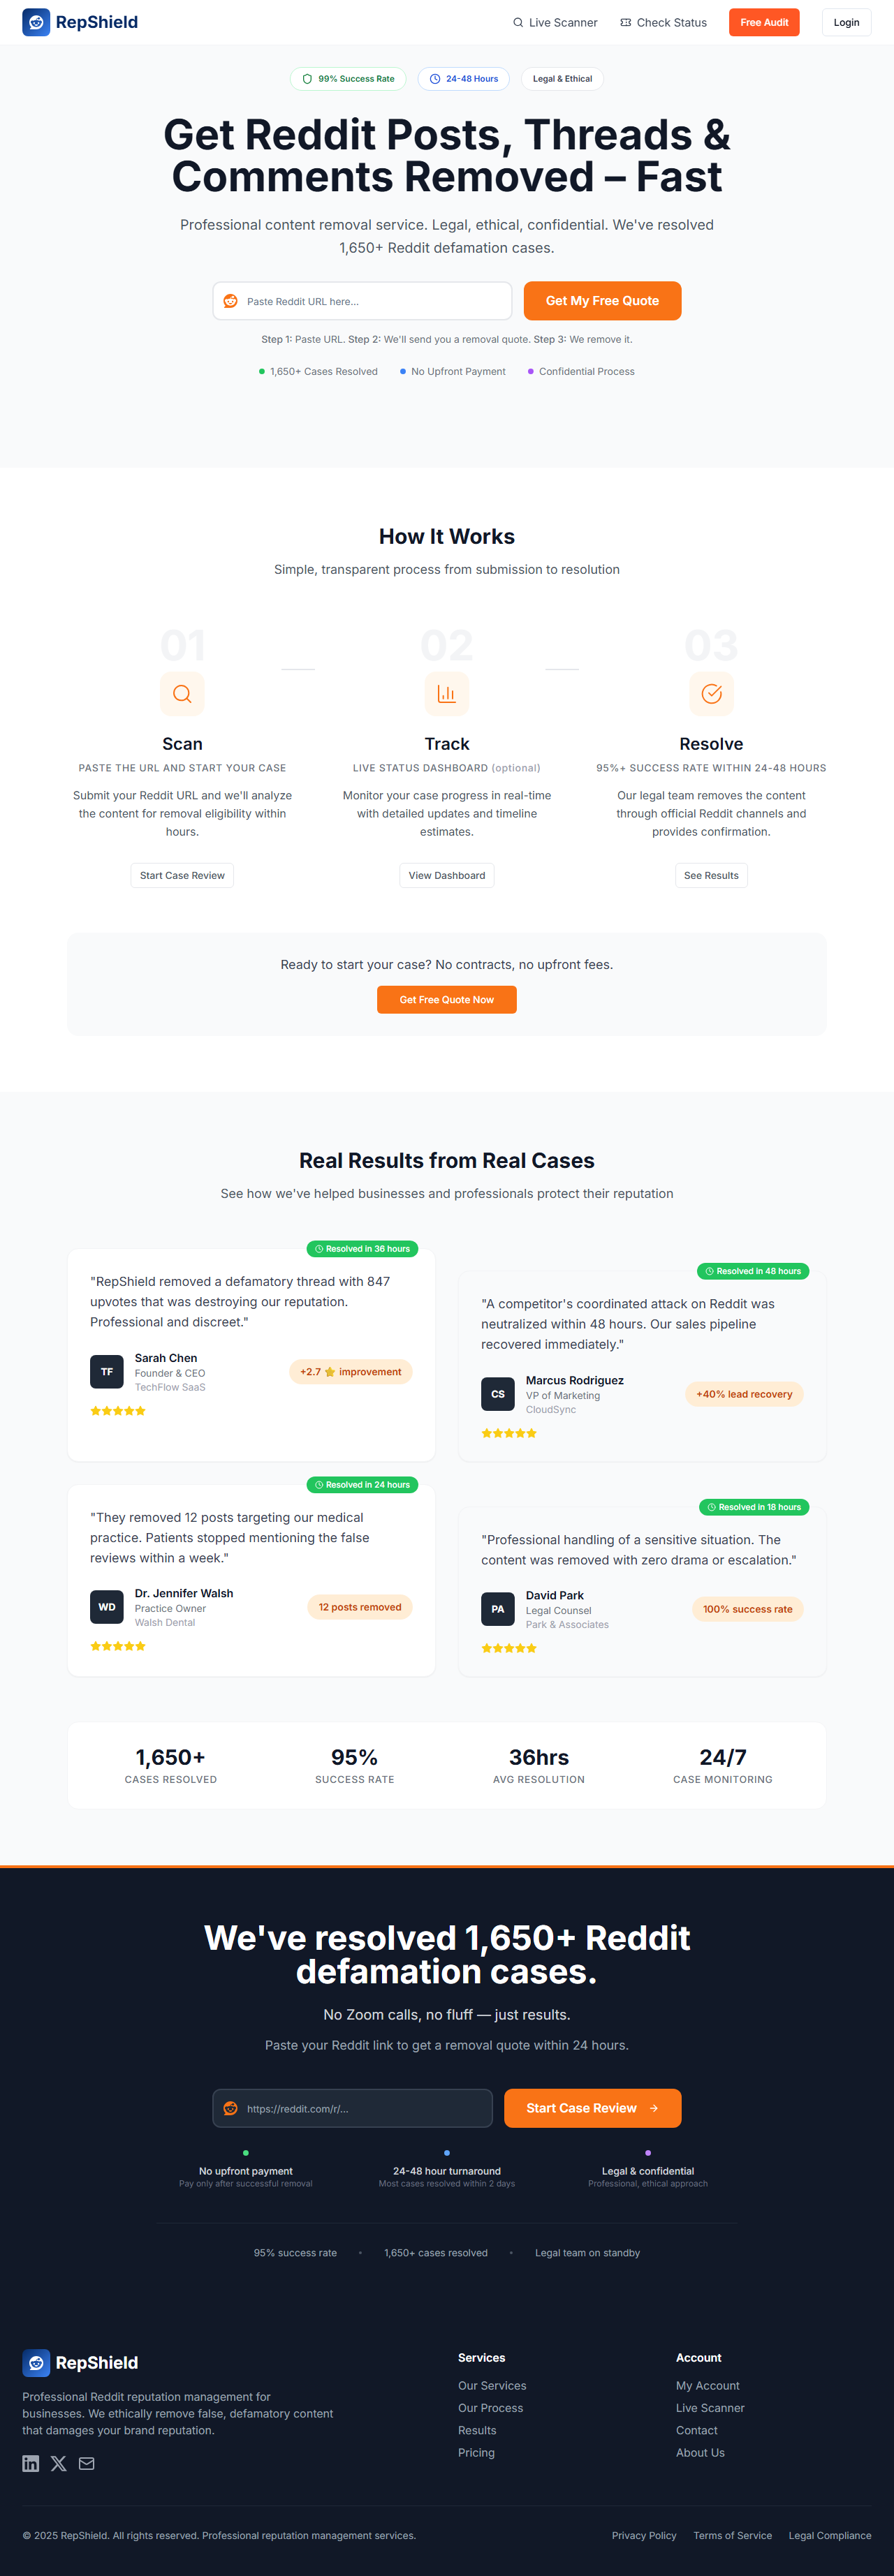 RepShield
Live Scanner
Check Status
Free Audit
Login
99% Success Rate
24-48 Hours
Legal & Ethical
Get Reddit Posts, Threads &
Comments Removed – Fast
Professional content removal service. Legal, ethical, confidential. We've resolved
1,650+ Reddit defamation cases.
Paste Reddit URL here...
Get My Free Quote
Step 1: Paste URL. Step 2: We'll send you a removal quote. Step 3: We remove it.
1,650+ Cases Resolved
No Upfront Payment
Confidential Process
How It Works
Simple, transparent process from submission to resolution
01
Scan
PASTE THE URL AND START YOUR CASE
Submit your Reddit URL and we'll analyze
the content for removal eligibility within
hours.
Start Case Review
02
Track
LIVE STATUS DASHBOARD (optional)
Monitor your case progress in real-time
with detailed updates and timeline
estimates.
View Dashboard
03
Resolve
95%+ SUCCESS RATE WITHIN 24-48 HOURS
Our legal team removes the content
through official Reddit channels and
provides confirmation.
See Results
Ready to start your case? No contracts, no upfront fees.
Get Free Quote Now
Real Results from Real Cases
See how we've helped businesses and professionals protect their reputation
Resolved in 36 hours
"RepShield removed a defamatory thread with 847
upvotes that was destroying our reputation.
Professional and discreet."
TF
Sarah Chen
Founder & CEO
TechFlow SaaS
+2.7 ⭐ improvement
Resolved in 48 hours
"A competitor's coordinated attack on Reddit was
neutralized within 48 hours. Our sales pipeline
recovered immediately."
CS
Marcus Rodriguez
VP of Marketing
CloudSync
+40% lead recovery
Resolved in 24 hours
"They removed 12 posts targeting our medical
practice. Patients stopped mentioning the false
reviews within a week."
WD
Dr. Jennifer Walsh
Practice Owner
Walsh Dental
12 posts removed
Resolved in 18 hours
"Professional handling of a sensitive situation. The
content was removed with zero drama or escalation."
PA
David Park
Legal Counsel
Park & Associates
100% success rate
1,650+
CASES RESOLVED
95%
SUCCESS RATE
36hrs
AVG RESOLUTION
24/7
CASE MONITORING
We've resolved 1,650+ Reddit
defamation cases.
No Zoom calls, no fluff — just results.
Paste your Reddit link to get a removal quote within 24 hours.
https://reddit.com/r/...
Start Case Review
No upfront payment
Pay only after successful removal
24-48 hour turnaround
Most cases resolved within 2 days
Legal & confidential
Professional, ethical approach
95% success rate
•
1,650+ cases resolved
•
Legal team on standby
RepShield
Professional Reddit reputation management for
businesses. We ethically remove false, defamatory content
that damages your brand reputation.
Services
Our Services
Our Process
Results
Pricing
Account
My Account
Live Scanner
Contact
About Us
© 2025 RepShield. All rights reserved. Professional reputation management services.
Privacy Policy
Terms of Service
Legal Compliance